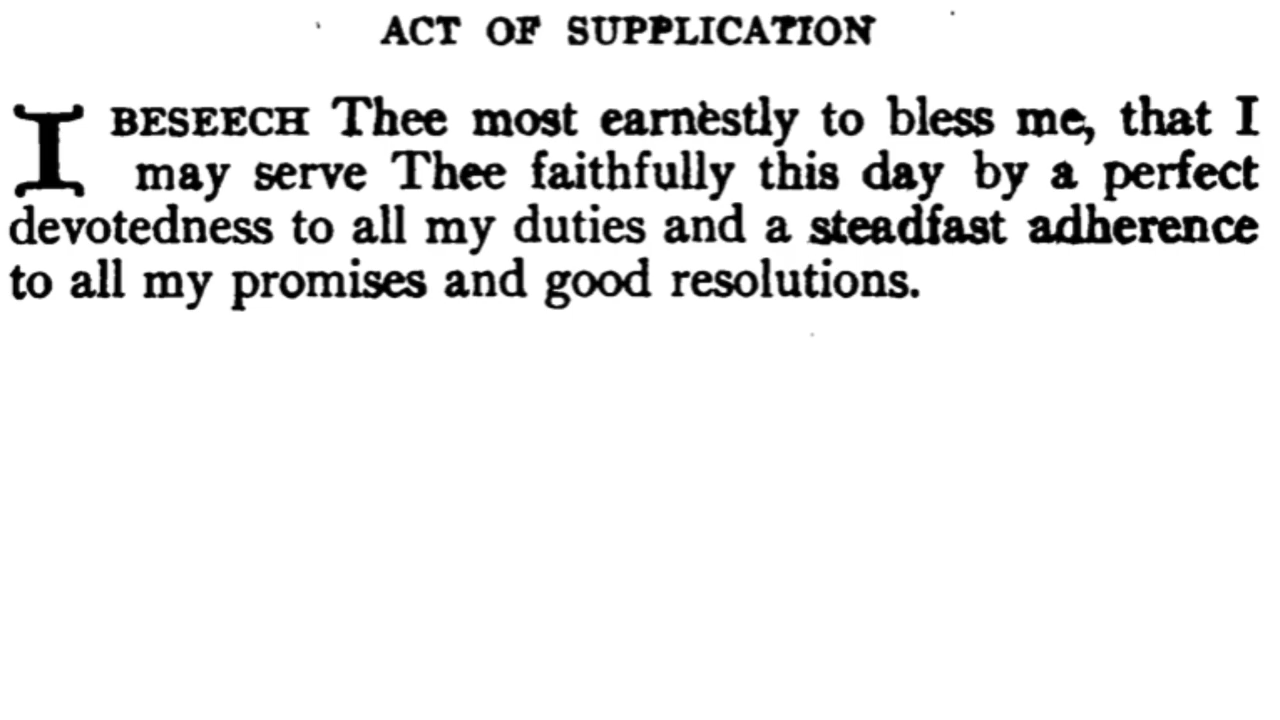 ACT OF SUPPLICATION
I BESEECH Thee most earnestly to bless me, that I
may serve Thee faithfully this day by a perfect
devotedness to all my duties and a steadfast adherence
to all my promises and good resolutions.